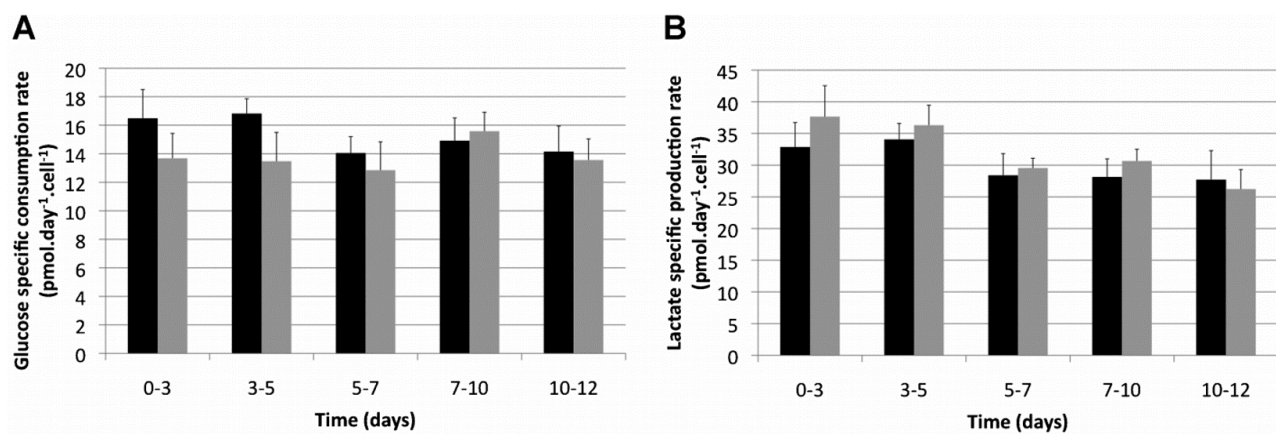 A
Glucose specific consumption rate
(pmol.day-1.cell-1)
20
18
16
14
12
10
8
6
4
2
0
0-3 3-5 5-7 7-10 10-12
Time (days)
B
Lactate specific production rate
(pmol.day-1.cell-1)
45
40
35
30
25
20
15
10
5
0
0-3 3-5 5-7 7-10 10-12
Time (days)